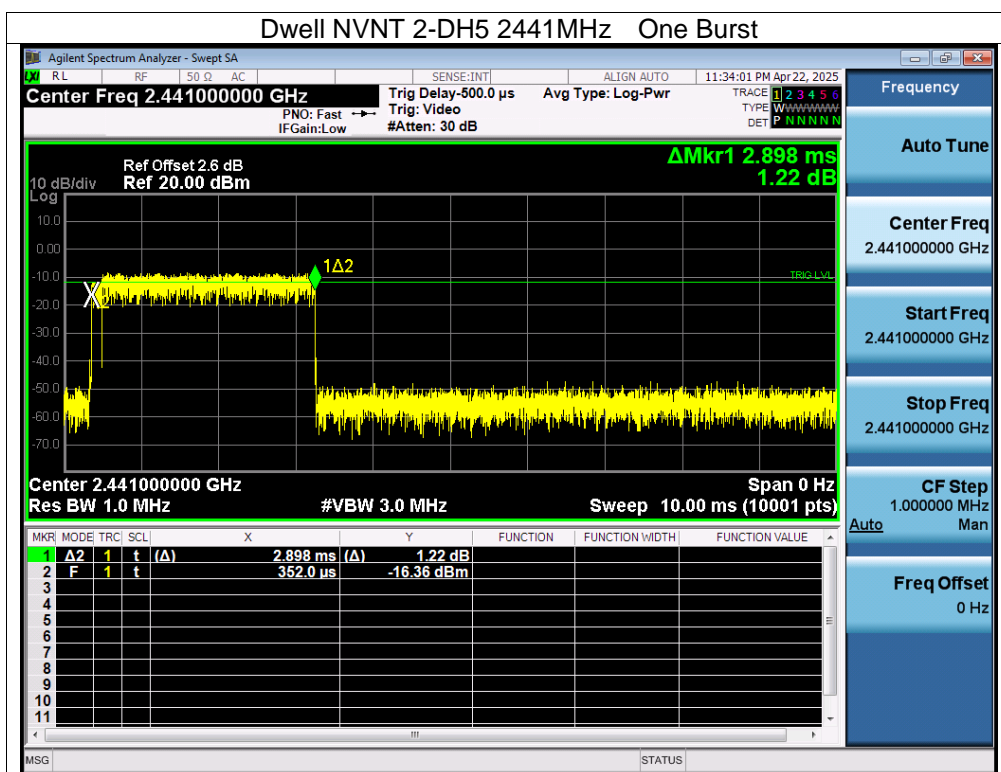 Dwell NVNT 2-DH5 2441MHz One Burst
Agilent Spectrum Analyzer - Swept SA
LXI RL RF 50 Ω AC SENSE:INT ALIGN AUTO 11:34:01 PM Apr 22, 2025
Center Freq 2.441000000 GHz
PNO: Fast
IFGain:Low
Trig Delay-500.0 µs
Trig: Video
#Atten: 30 dB
Avg Type: Log-Pwr
TRACE 1 2 3 4 5 6
TYPE WWWWWW
DET P N N N N N
Ref Offset 2.6 dB
Ref 20.00 dBm
10 dB/div
Log
ΔMkr1 2.898 ms
1.22 dB
10.0
0.00
-10.0
-20.0
-30.0
-40.0
-50.0
-60.0
-70.0
1Δ2
2
TRIG LVL
Center 2.441000000 GHz Span 0 Hz
Res BW 1.0 MHz #VBW 3.0 MHz Sweep 10.00 ms (10001 pts)
MKR MODE TRC SCL X Y FUNCTION FUNCTION WIDTH FUNCTION VALUE
1 Δ2 1 t (Δ) 2.898 ms (Δ) 1.22 dB
2 F 1 t 352.0 µs -16.36 dBm
3
4
5
6
7
8
9
10
11
MSG STATUS
Frequency
Auto Tune
Center Freq
2.441000000 GHz
Start Freq
2.441000000 GHz
Stop Freq
2.441000000 GHz
CF Step
1.000000 MHz
Auto Man
Freq Offset
0 Hz